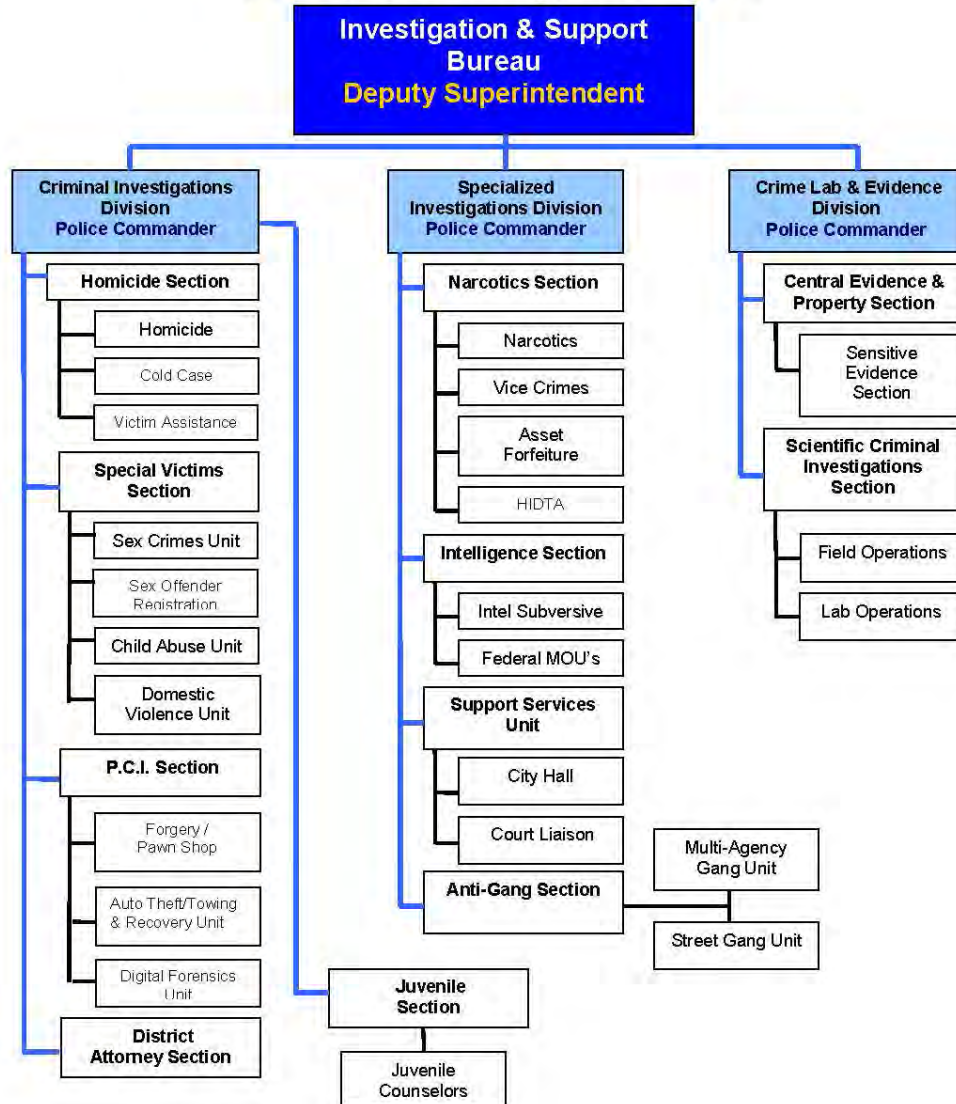 Investigation & Support
Bureau
Deputy Superintendent
Criminal Investigations
Division
Police Commander
Homicide Section
Homicide
Cold Case
Victim Assistance
Special Victims
Section
Sex Crimes Unit
Sex Offender
Registration
Child Abuse Unit
Domestic
Violence Unit
P.C.I. Section
Forgery /
Pawn Shop
Auto Theft/Towing
& Recovery Unit
Digital Forensics
Unit
District
Attorney Section
Juvenile
Section
Juvenile
Counselors
Specialized
Investigations Division
Police Commander
Narcotics Section
Narcotics
Vice Crimes
Asset
Forfeiture
HIDTA
Intelligence Section
Intel Subversive
Federal MOU's
Support Services
Unit
City Hall
Court Liaison
Anti-Gang Section
Multi-Agency
Gang Unit
Street Gang Unit
Crime Lab & Evidence
Division
Police Commander
Central Evidence &
Property Section
Sensitive
Evidence
Section
Scientific Criminal
Investigations
Section
Field Operations
Lab Operations